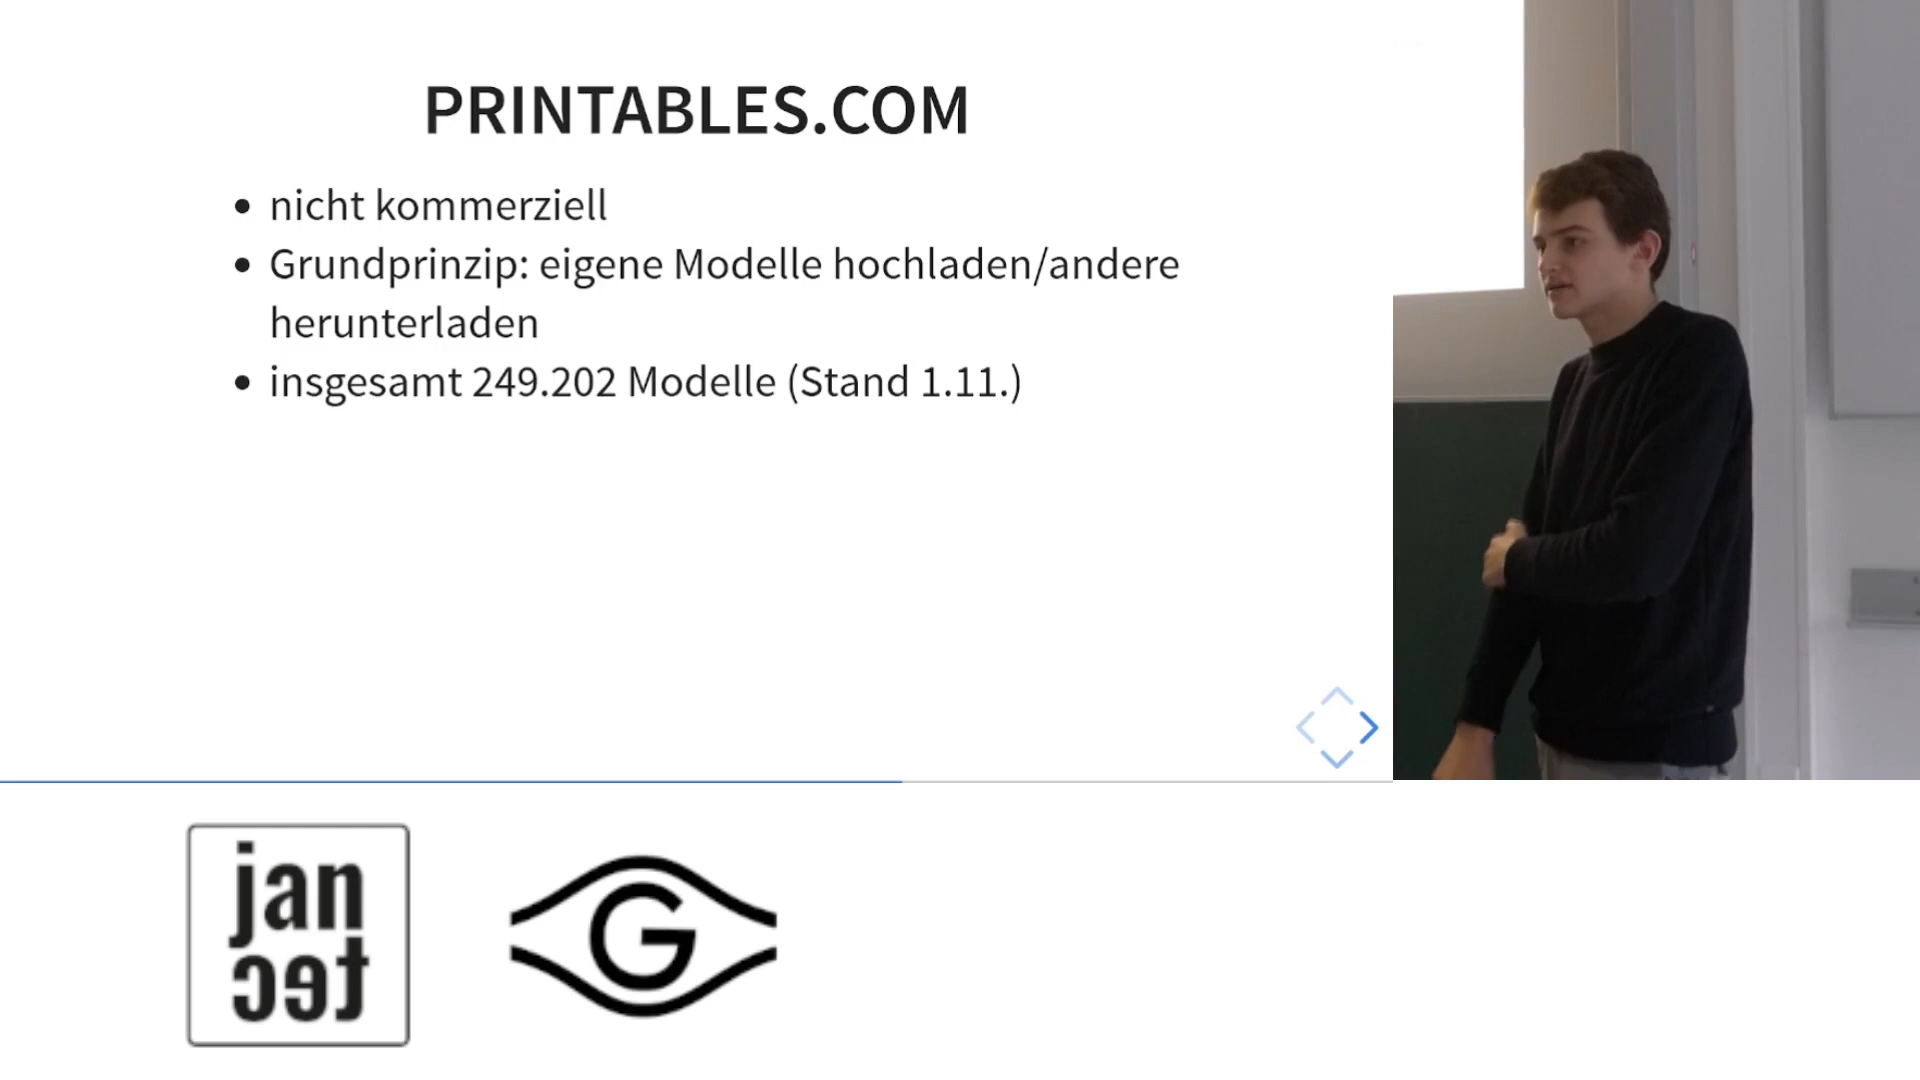 PRINTABLES.COM
nicht kommerziell
Grundprinzip: eigene Modelle hochladen/andere
herunterladen
insgesamt 249.202 Modelle (Stand 1.11.)
jan
tec
G